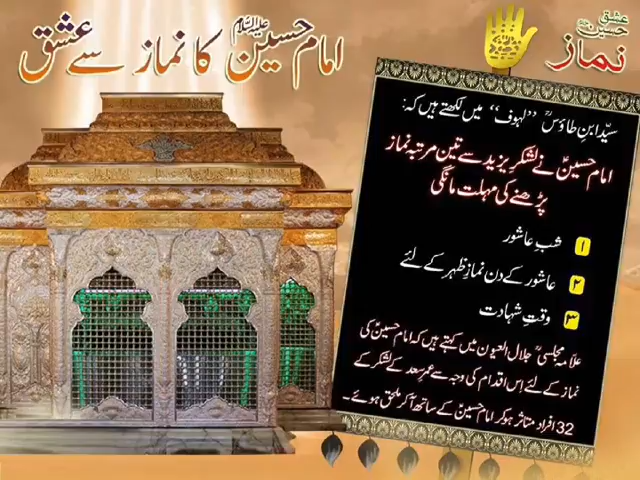 امام حسین علیہ السلام کا نماز سے عشق
عشق
حسین
نماز
سیّد ابنِ طاؤس ؒ ”لہوف“ میں لکھتے ہیں کہ:
امام حسینؑ نے لشکرِ یزید سے تین مرتبہ نماز
پڑھنے کی مہلت مانگی
۱ شبِ عاشور
۲ عاشور کے دن نمازِ ظہر کے لئے
۳ وقتِ شہادت
علّامہ مجلسی ؒ جلال العیون میں کہتے ہیں کہ امام حسینؑ کی
نماز کے لئے اِس اقدام کی وجہ سے عمرِ سعد کے لشکر کے
32 افراد متاثر ہوکر امام حسینؑ کے ساتھ آکر ملحق ہوئے۔